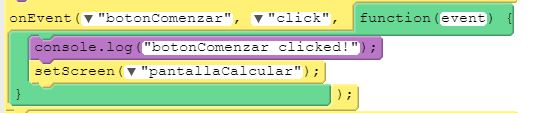 onEvent(▼"botonComenzar", ▼"click", function(event) {
console.log("botonComenzar clicked!");
setScreen(▼"pantallaCalcular");
} );